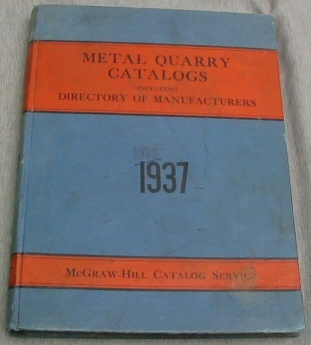 METAL QUARRY
CATALOGS
INCLUDING
DIRECTORY OF MANUFACTURERS
1937
MCGRAW-HILL CATALOG SERVICE